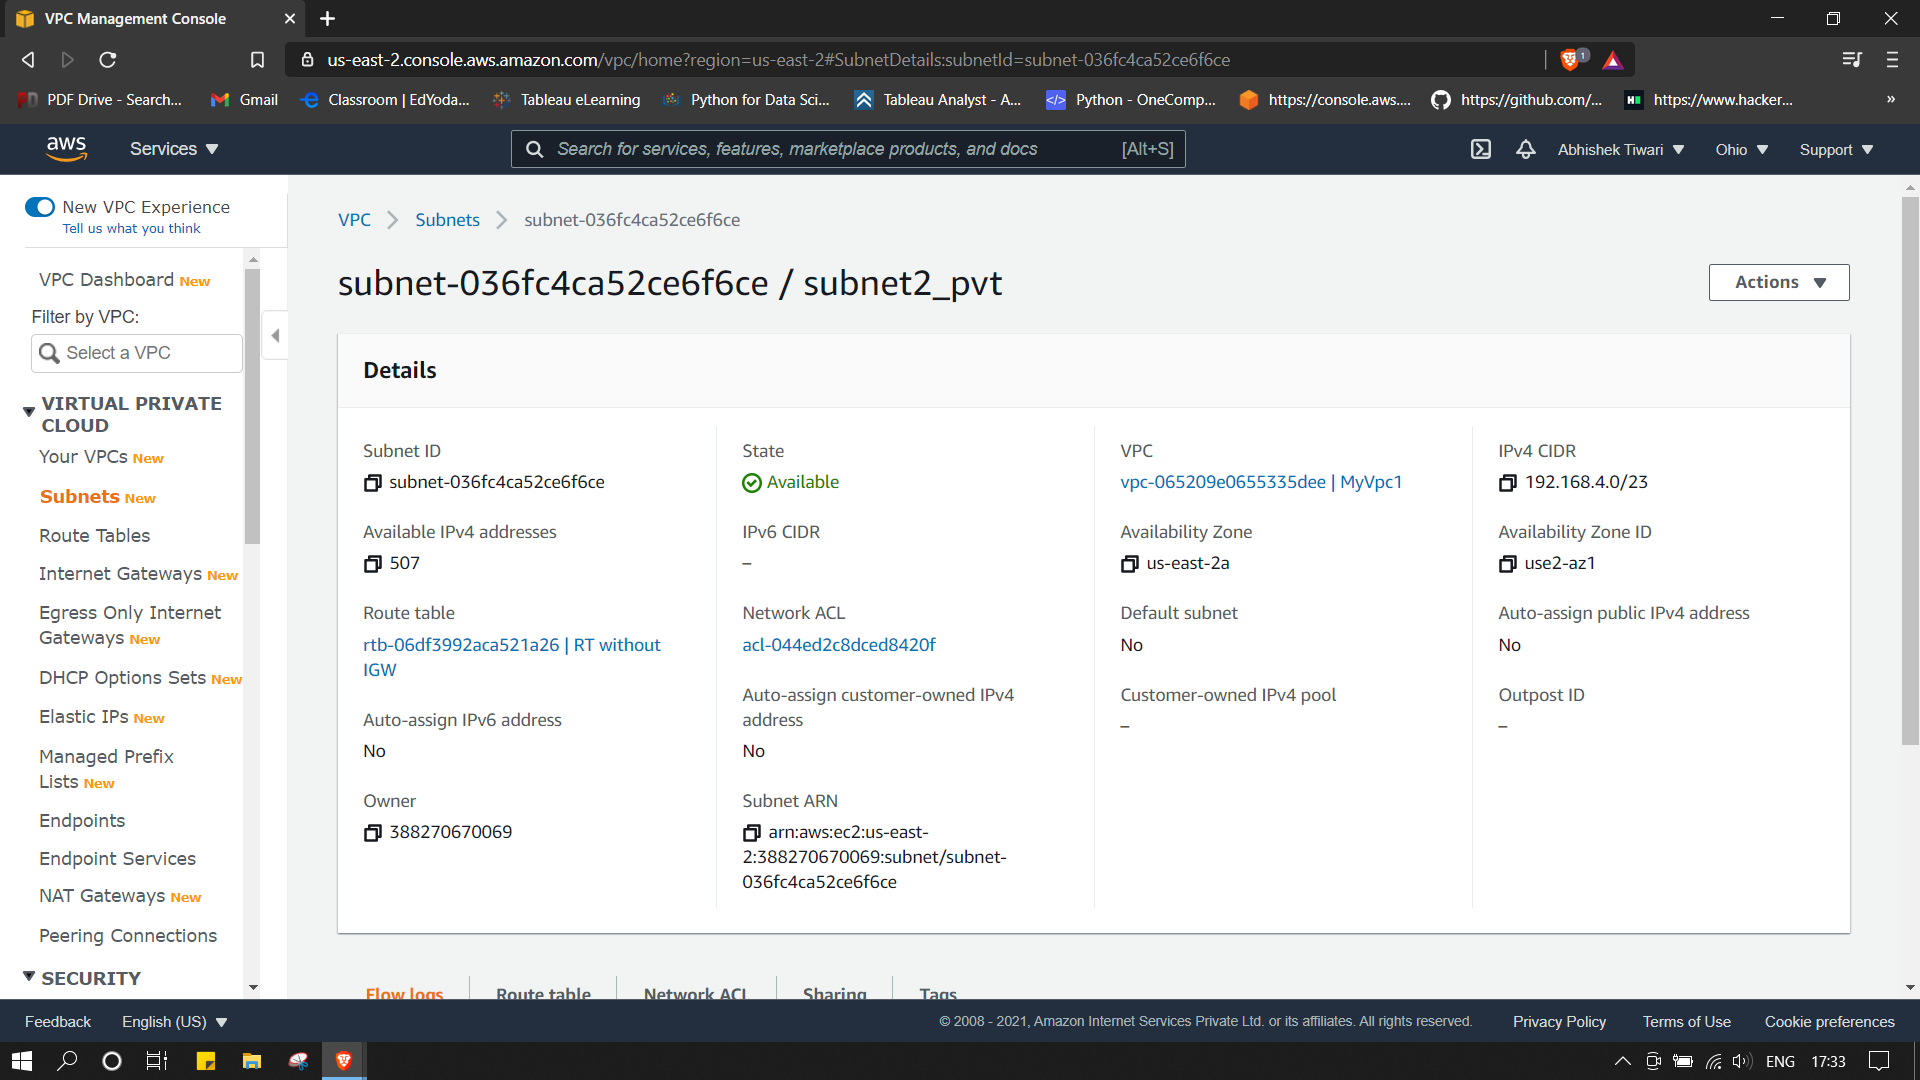 VPC Management Console
us-east-2.console.aws.amazon.com/vpc/home?region=us-east-2#SubnetDetails:subnetId=subnet-036fc4ca52ce6f6ce
1
PDF Drive - Search...
Gmail
Classroom | EdYoda...
Tableau eLearning
Python for Data Sci...
Tableau Analyst - A...
Python - OneComp...
https://console.aws....
https://github.com/...
https://www.hacker...
»
aws
Services
Search for services, features, marketplace products, and docs
[Alt+S]
Abhishek Tiwari
Ohio
Support
New VPC Experience
Tell us what you think
VPC Dashboard New
Filter by VPC:
Select a VPC
VIRTUAL PRIVATE
CLOUD
Your VPCs New
Subnets New
Route Tables
Internet Gateways New
Egress Only Internet
Gateways New
DHCP Options Sets New
Elastic IPs New
Managed Prefix
Lists New
Endpoints
Endpoint Services
NAT Gateways New
Peering Connections
SECURITY
VPC
Subnets
subnet-036fc4ca52ce6f6ce
subnet-036fc4ca52ce6f6ce / subnet2_pvt
Actions
Details
Subnet ID
subnet-036fc4ca52ce6f6ce
State
Available
VPC
vpc-065209e0655335dee | MyVpc1
IPv4 CIDR
192.168.4.0/23
Available IPv4 addresses
507
IPv6 CIDR
–
Availability Zone
us-east-2a
Availability Zone ID
use2-az1
Route table
rtb-06df3992aca521a26 | RT without
IGW
Network ACL
acl-044ed2c8dced8420f
Default subnet
No
Auto-assign public IPv4 address
No
Auto-assign IPv6 address
No
Auto-assign customer-owned IPv4
address
No
Customer-owned IPv4 pool
–
Outpost ID
–
Owner
388270670069
Subnet ARN
arn:aws:ec2:us-east-
2:388270670069:subnet/subnet-
036fc4ca52ce6f6ce
Flow logs
Route table
Network ACL
Sharing
Tags
Feedback
English (US)
© 2008 - 2021, Amazon Internet Services Private Ltd. or its affiliates. All rights reserved.
Privacy Policy
Terms of Use
Cookie preferences
ENG
17:33